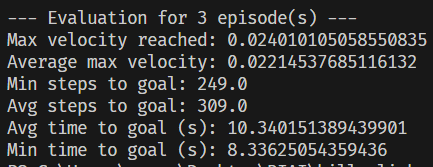 --- Evaluation for 3 episode(s) ---
Max velocity reached: 0.024010105058550835
Average max velocity: 0.02214537685116132
Min steps to goal: 249.0
Avg steps to goal: 309.0
Avg time to goal (s): 10.340151389439901
Min time to goal (s): 8.33625054359436